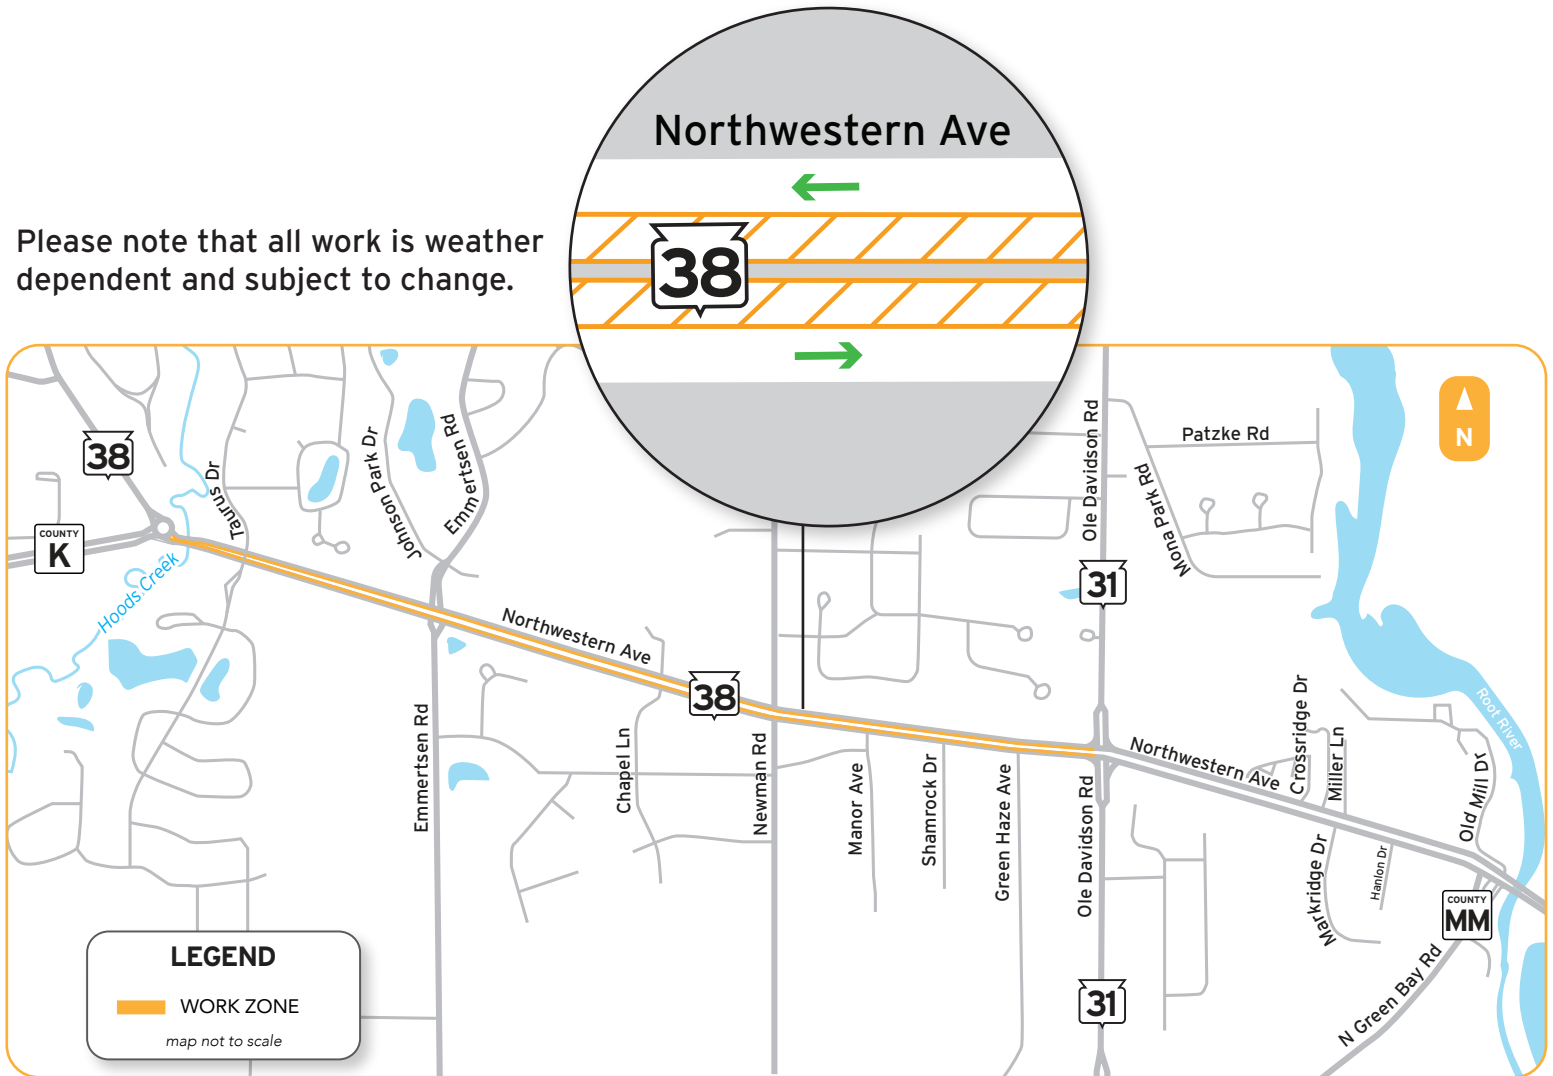 Northwestern Ave
38
Please note that all work is weather
dependent and subject to change.
38
COUNTY
K
Hoods Creek
Taurus Dr
Johnson Park Dr
Emmertsen Rd
Northwestern Ave
38
Emmertsen Rd
Chapel Ln
Newman Rd
Manor Ave
Shamrock Dr
Green Haze Ave
Ole Davidson Rd
31
Ole Davidson Rd
31
Mona Park Rd
Patzke Rd
N
Northwestern Ave
Crossridge Dr
Miller Ln
Markridge Dr
Hanlon Dr
Old Mill Dr
Root River
COUNTY
MM
N Green Bay Rd
LEGEND
WORK ZONE
map not to scale